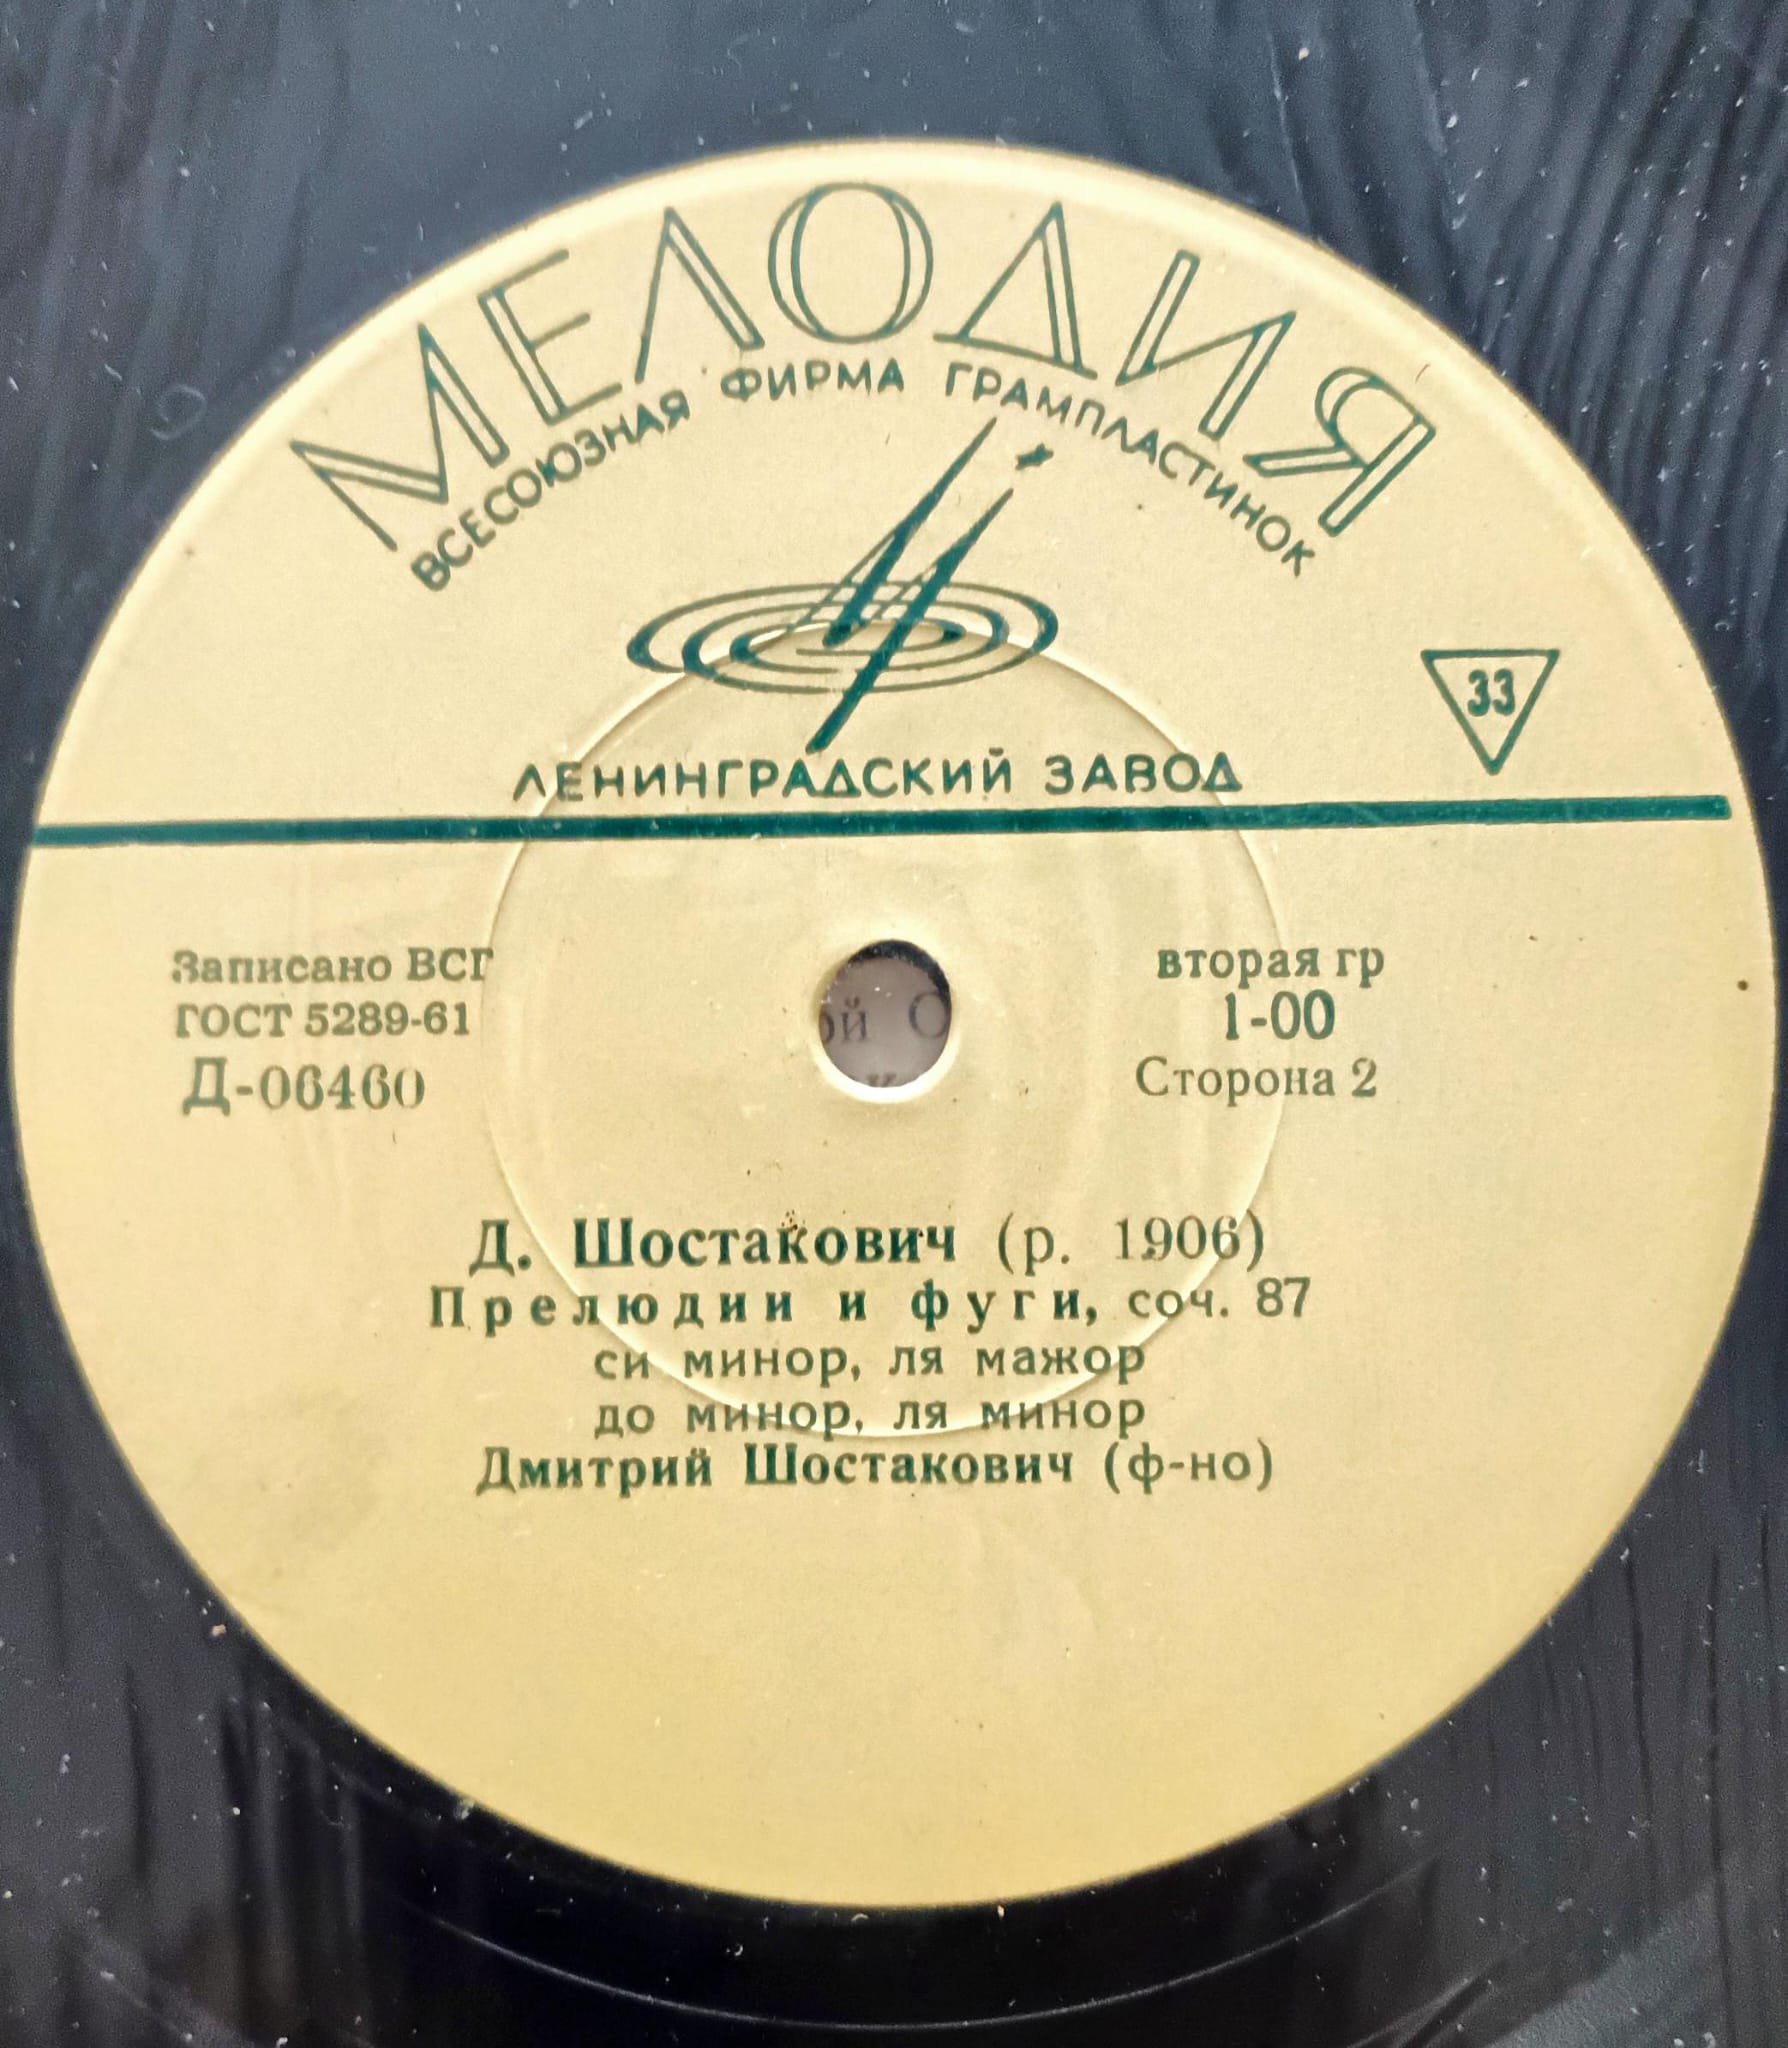 МЕЛОДИЯ
ВСЕСОЮЗНАЯ ФИРМА ГРАМПЛАСТИНОК
33
ЛЕНИНГРАДСКИЙ ЗАВОД
Записано ВСГ
ГОСТ 5289-61
Д-06460
вторая гр
1-00
Сторона 2
Д. Шостакович (р. 1906)
Прелюдии и фуги, соч. 87
си минор, ля мажор
до минор, ля минор
Дмитрий Шостакович (ф-но)